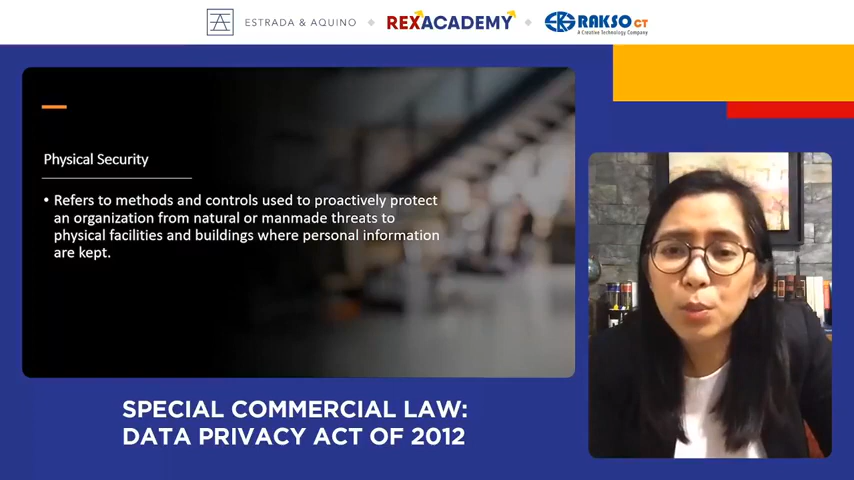 ESTRADA & AQUINO
REXACADEMY
RAKSO CT
A Creative Technology Company
Physical Security
• Refers to methods and controls used to proactively protect
an organization from natural or manmade threats to
physical facilities and buildings where personal information
are kept.
SPECIAL COMMERCIAL LAW:
DATA PRIVACY ACT OF 2012